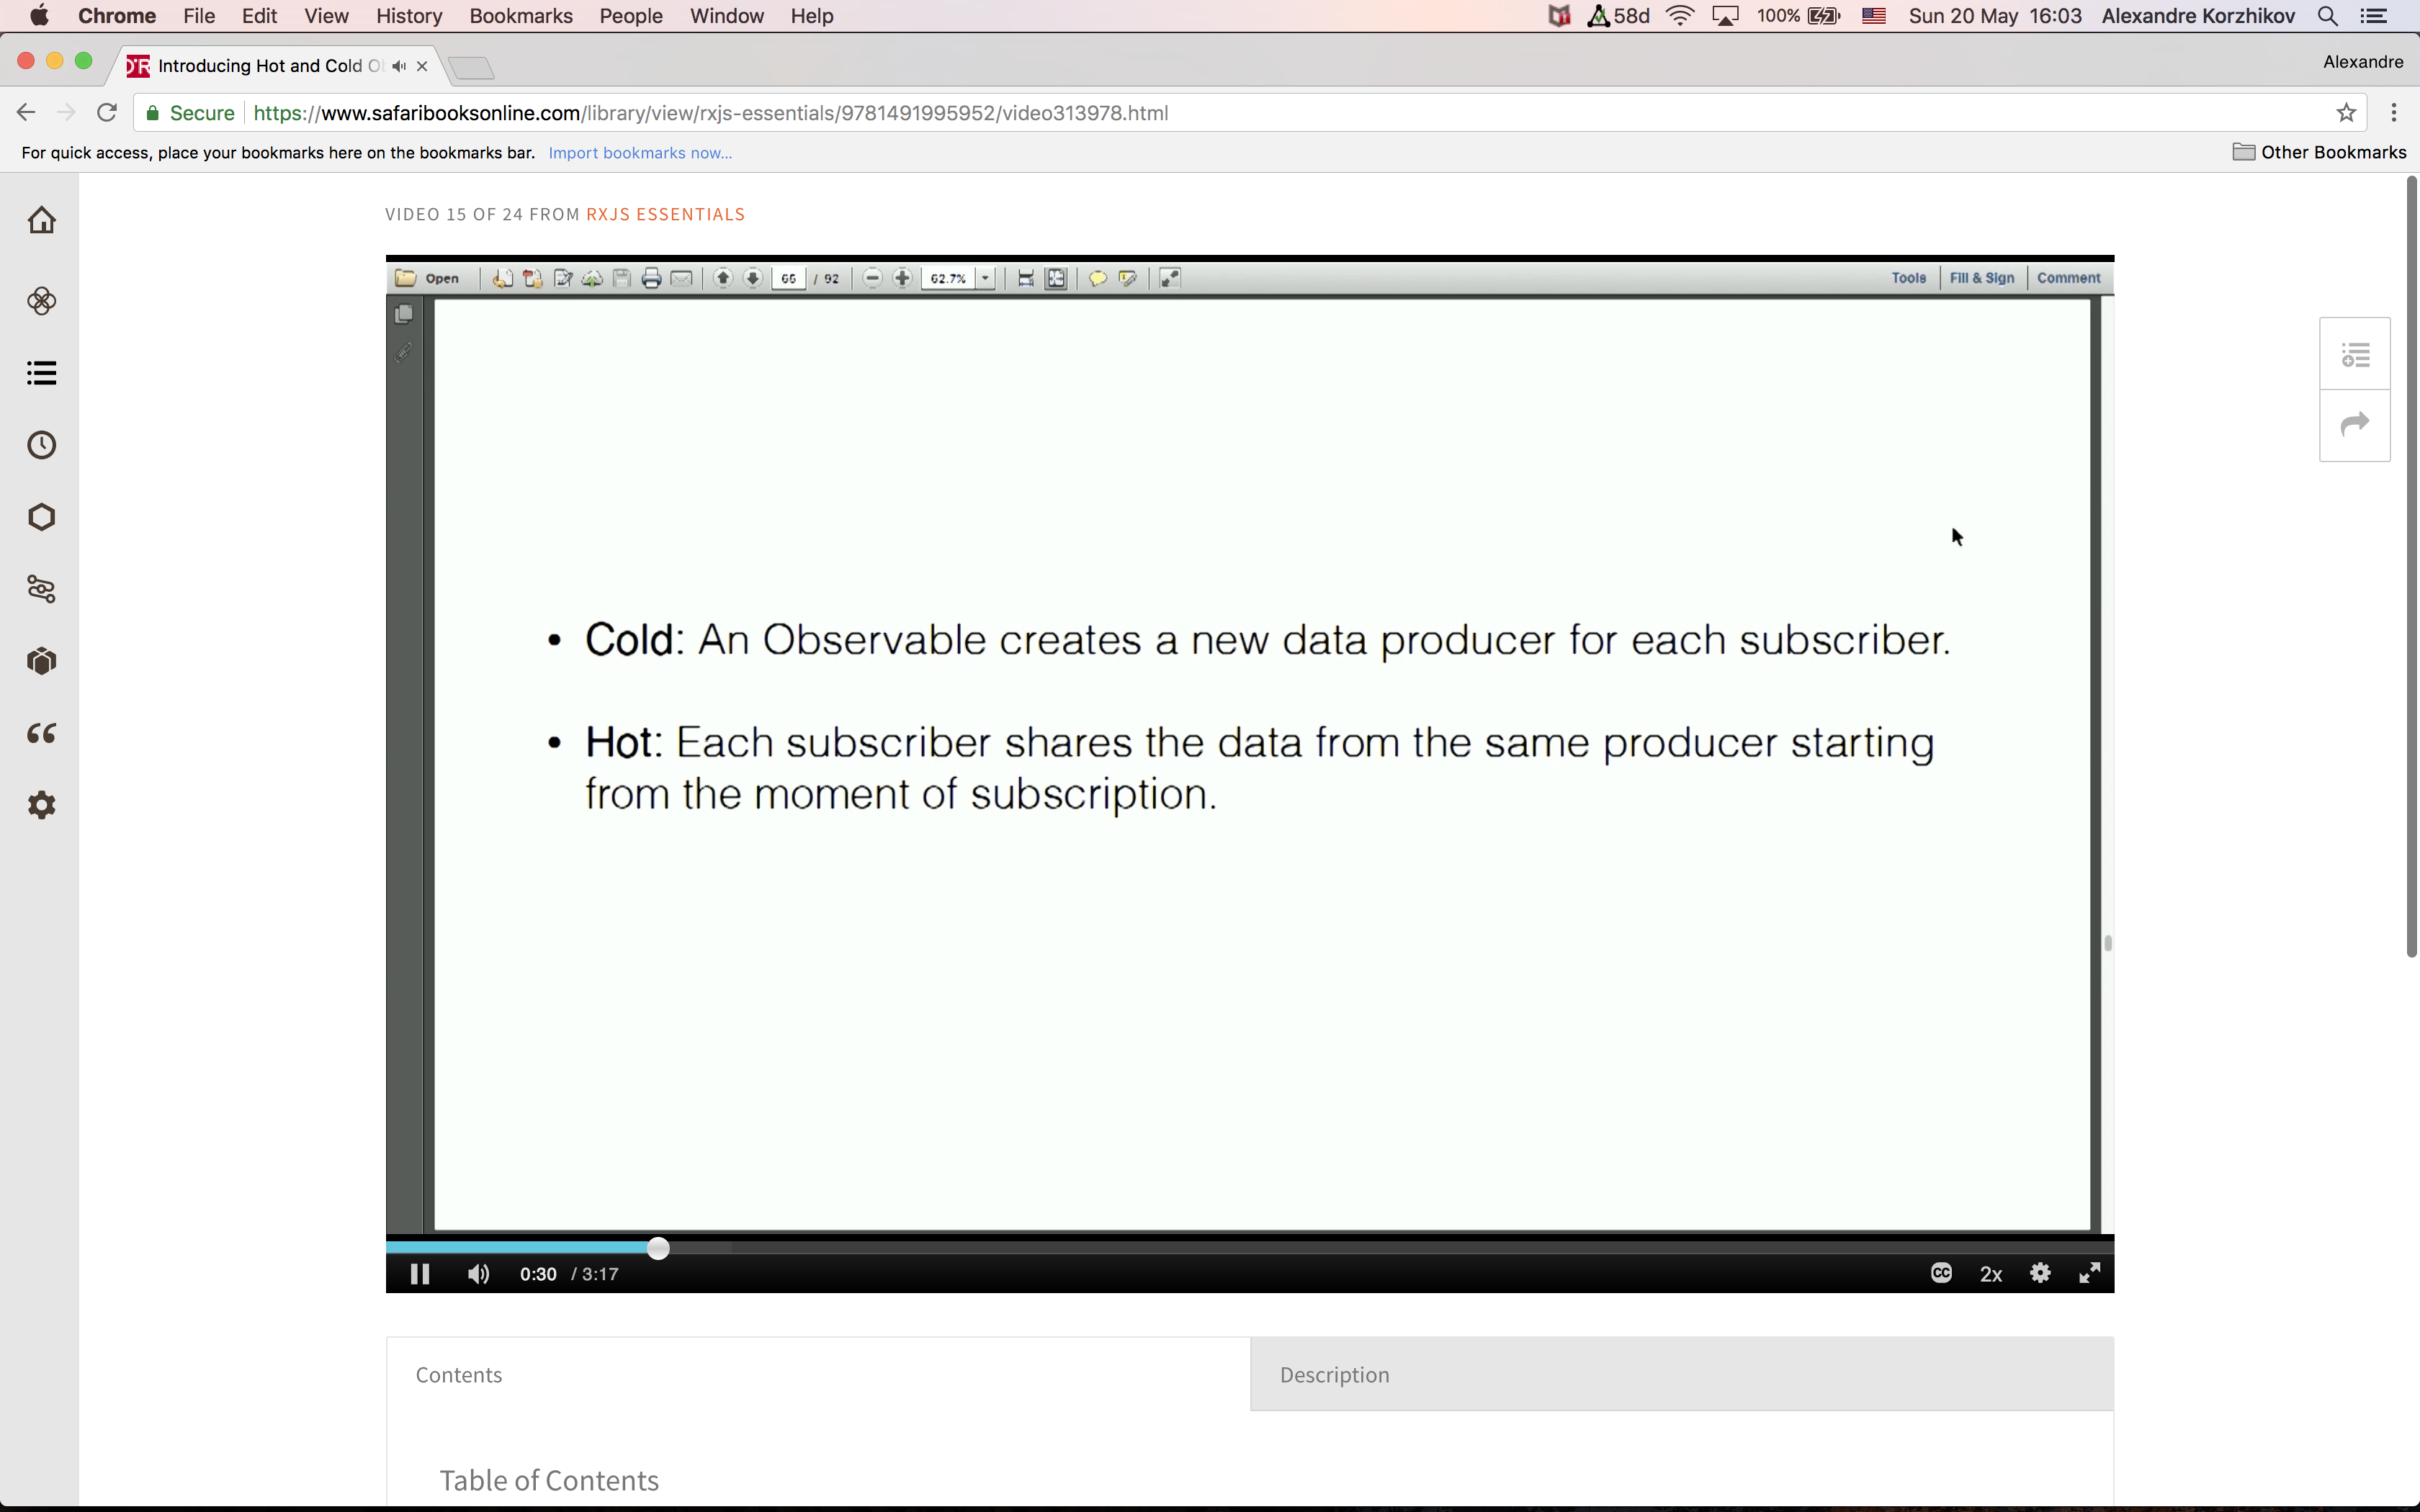 Chrome File Edit View History Bookmarks People Window Help 58d 100% Sun 20 May 16:03 Alexandre Korzhikov
Introducing Hot and Cold Ob Alexandre
Secure https://www.safaribooksonline.com/library/view/rxjs-essentials/9781491995952/video313978.html
For quick access, place your bookmarks here on the bookmarks bar. Import bookmarks now... Other Bookmarks
VIDEO 15 OF 24 FROM RXJS ESSENTIALS
Open 66 / 92 62.7% Tools Fill & Sign Comment
• Cold: An Observable creates a new data producer for each subscriber.
• Hot: Each subscriber shares the data from the same producer starting
from the moment of subscription.
0:30 / 3:17 CC 2x
Contents Description
Table of Contents